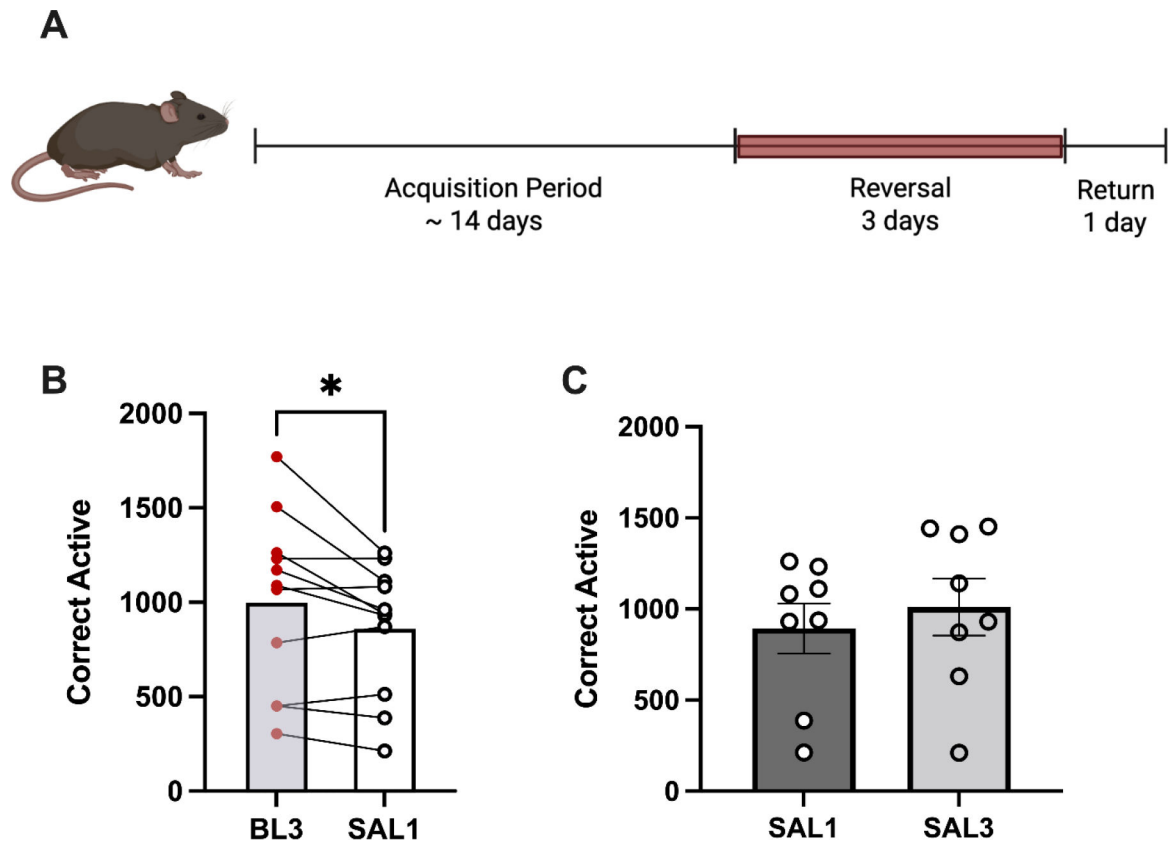 A
Acquisition Period
~ 14 days
Reversal
3 days
Return
1 day
B
*
Correct Active
2000
1500
1000
500
0
BL3
SAL1
C
Correct Active
2000
1500
1000
500
0
SAL1
SAL3